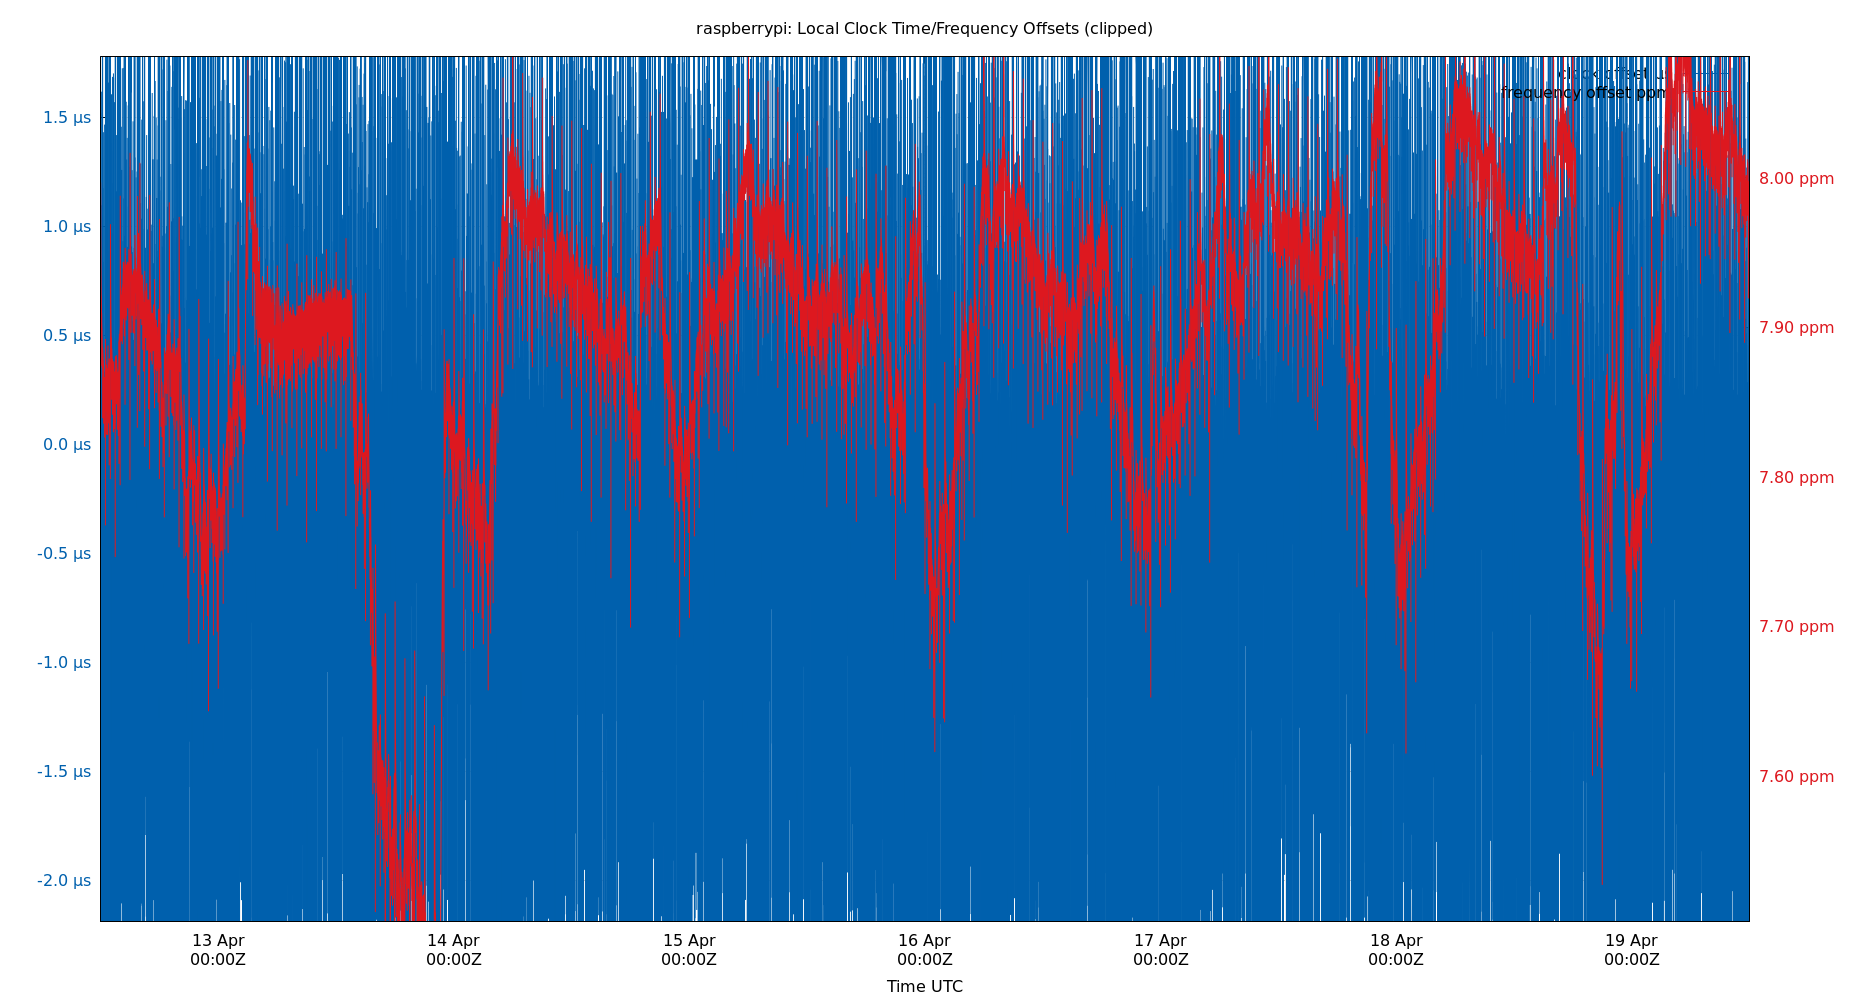 raspberrypi: Local Clock Time/Frequency Offsets (clipped)
clock offset µs
frequency offset ppm
1.5 µs
1.0 µs
0.5 µs
0.0 µs
-0.5 µs
-1.0 µs
-1.5 µs
-2.0 µs
8.00 ppm
7.90 ppm
7.80 ppm
7.70 ppm
7.60 ppm
13 Apr
00:00Z
14 Apr
00:00Z
15 Apr
00:00Z
16 Apr
00:00Z
17 Apr
00:00Z
18 Apr
00:00Z
19 Apr
00:00Z
Time UTC